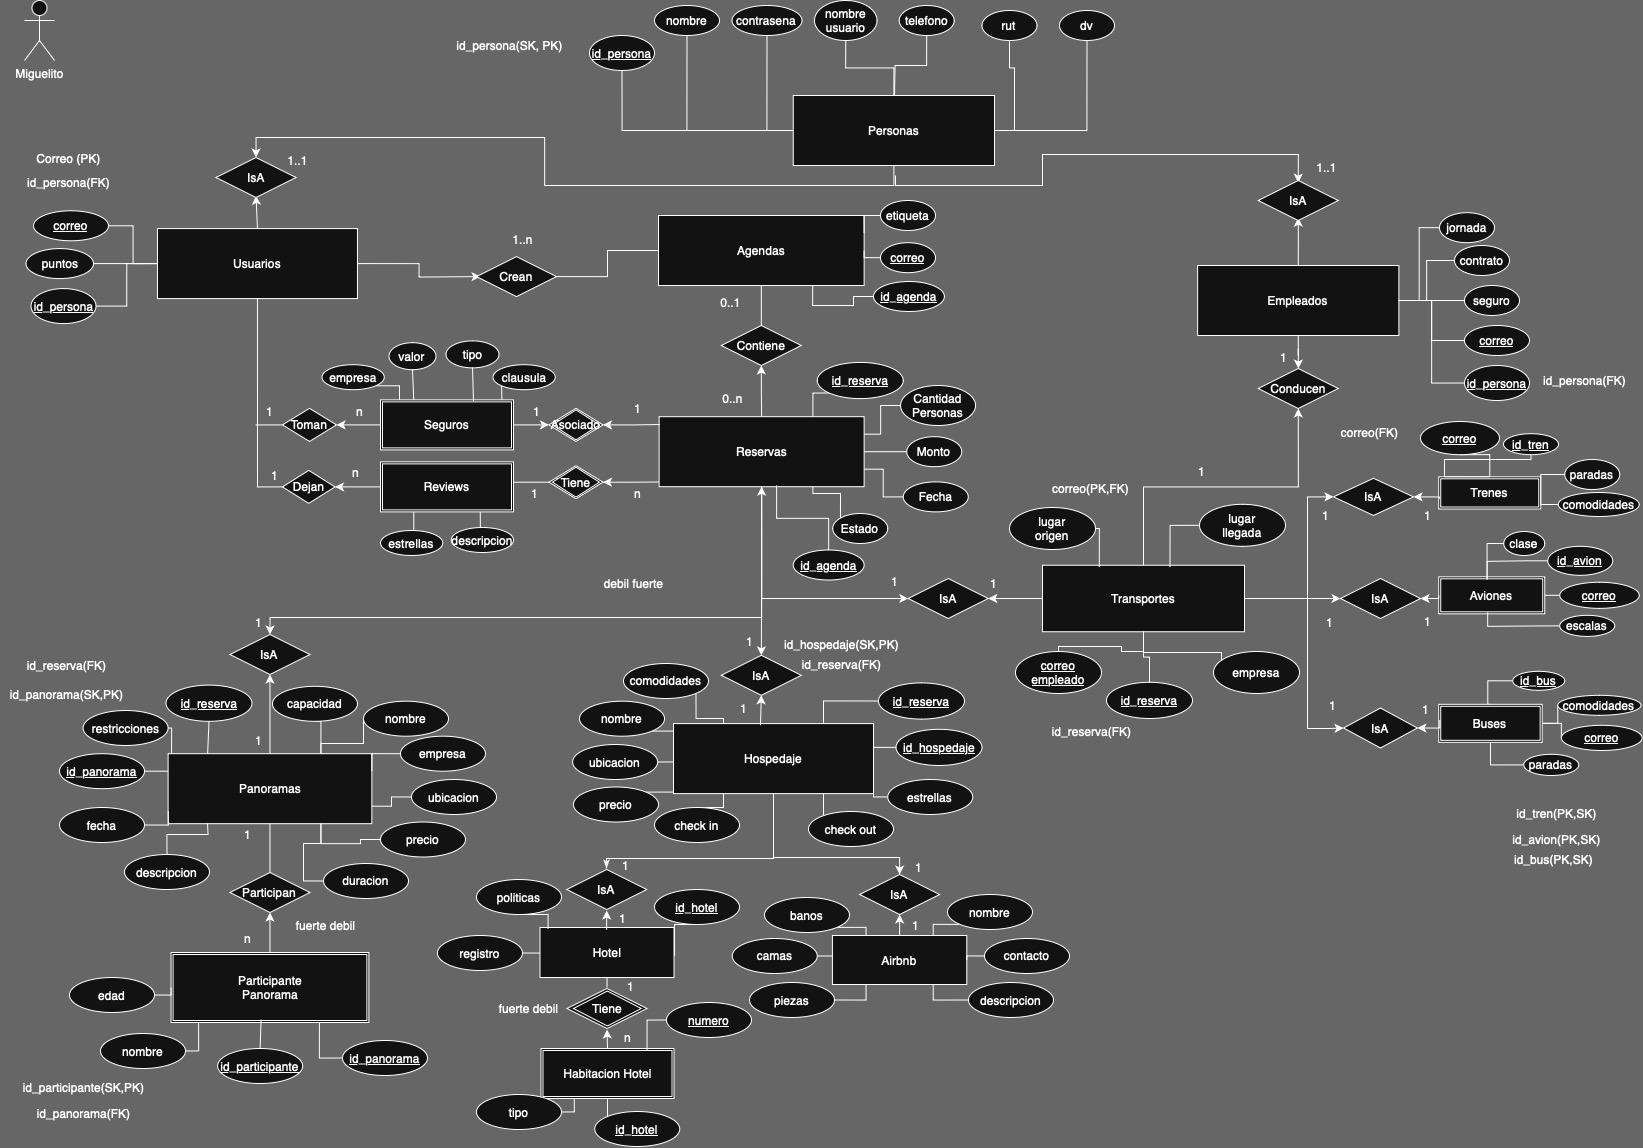 Miguelito
id_persona(SK, PK)
id_persona
nombre
contrasena
nombre
usuario
telefono
rut
dv
Personas
Correo (PK)
id_persona(FK)
IsA
1..1
IsA
1..1
correo
puntos
id_persona
Usuarios
1..n
Crean
Agendas
etiqueta
correo
id_agenda
0..1
Contiene
0..n
Empleados
jornada
contrato
seguro
correo
id_persona
id_persona(FK)
1
Conducen
1
empresa
valor
tipo
clausula
1
Toman
n
Seguros
1
Asociado
1
1
Dejan
n
Reviews
1
Tiene
n
estrellas
descripcion
Reservas
id_reserva
Cantidad
Personas
Monto
Fecha
Estado
id_agenda
correo(FK)
correo(PK,FK)
lugar
origen
lugar
llegada
Transportes
1
IsA
1
correo
empleado
id_reserva
empresa
id_reserva(FK)
correo
id_tren
paradas
comodidades
Trenes
IsA
1
1
clase
id_avion
correo
escalas
Aviones
IsA
1
1
id_bus
comodidades
correo
paradas
Buses
IsA
1
1
id_tren(PK,SK)
id_avion(PK,SK)
id_bus(PK,SK)
debil fuerte
1
IsA
1
id_reserva(FK)
id_panorama(SK,PK)
id_reserva
capacidad
restricciones
nombre
id_panorama
empresa
Panoramas
ubicacion
fecha
precio
descripcion
duracion
1
Participan
n
fuerte debil
Participante
Panorama
edad
nombre
id_participante
id_panorama
id_participante(SK,PK)
id_panorama(FK)
1
id_hospedaje(SK,PK)
id_reserva(FK)
IsA
1
comodidades
nombre
id_reserva
id_hospedaje
ubicacion
Hospedaje
precio
estrellas
check in
check out
1
IsA
1
politicas
id_hotel
registro
Hotel
1
fuerte debil
Tiene
n
numero
Habitacion Hotel
tipo
id_hotel
1
IsA
1
banos
nombre
camas
Airbnb
contacto
piezas
descripcion